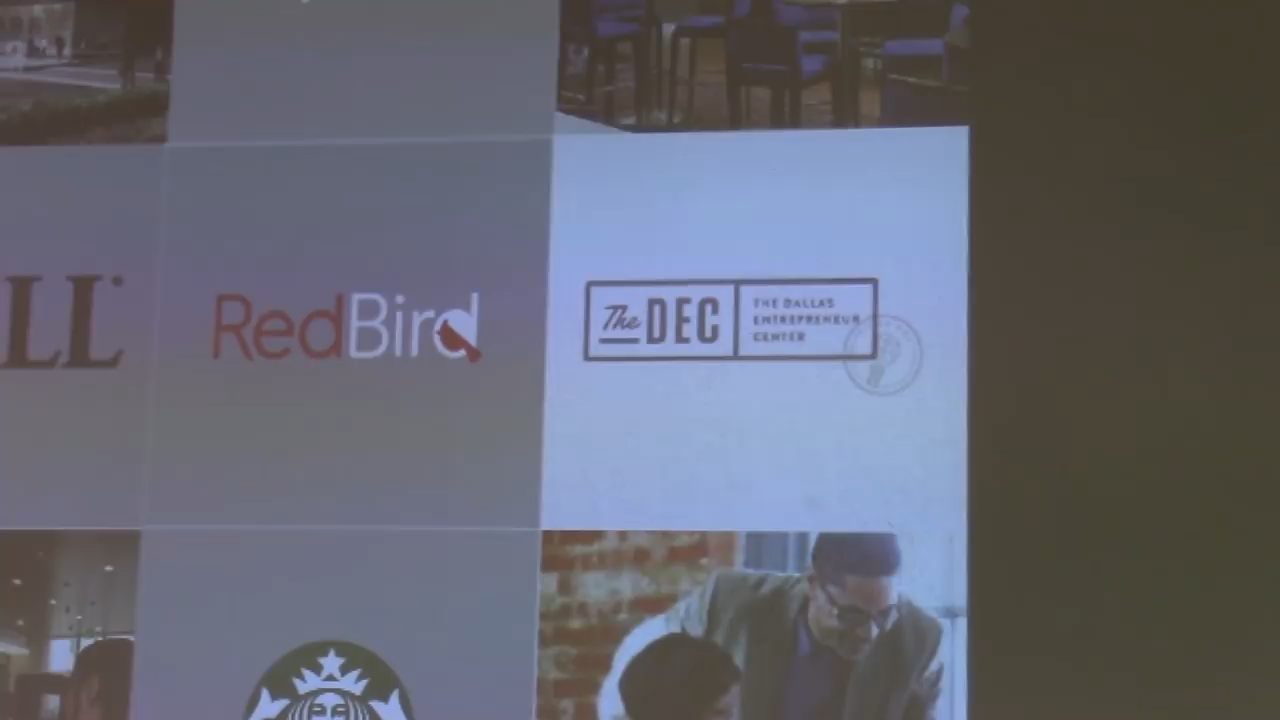 LL
RedBird
The DEC
THE DALLAS
ENTREPRENEUR
CENTER